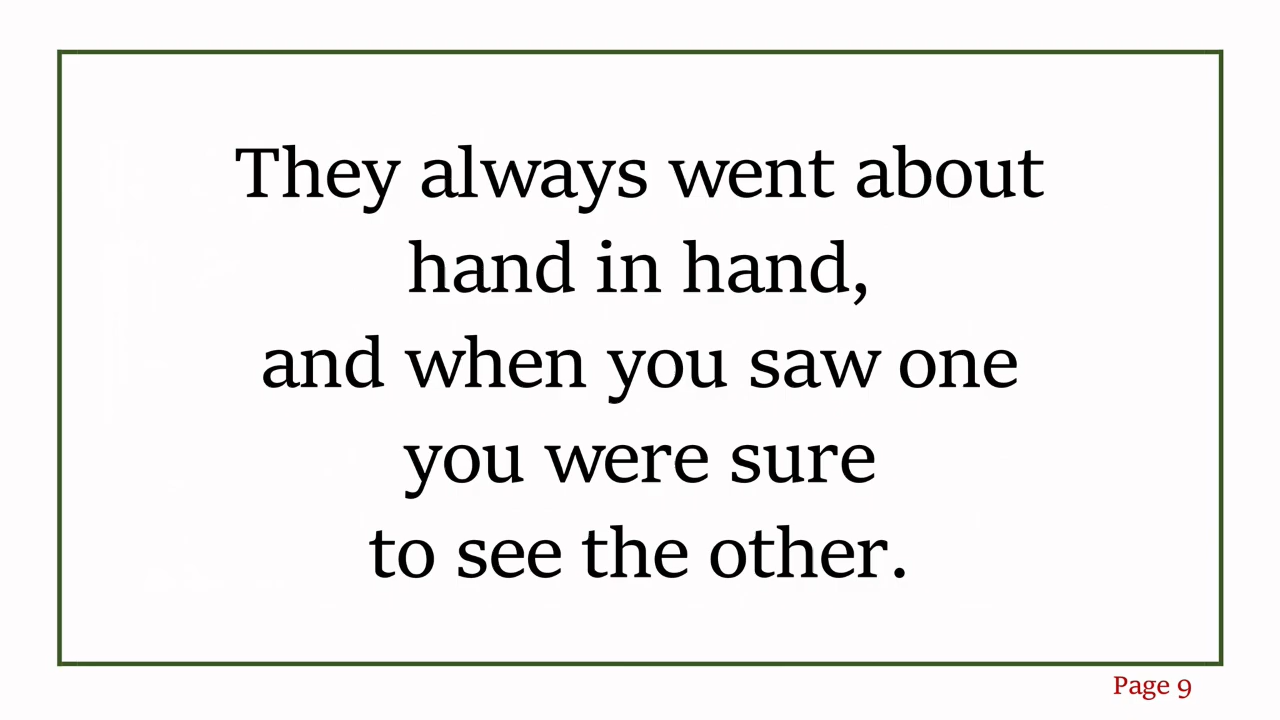 They always went about
hand in hand,
and when you saw one
you were sure
to see the other.
Page 9